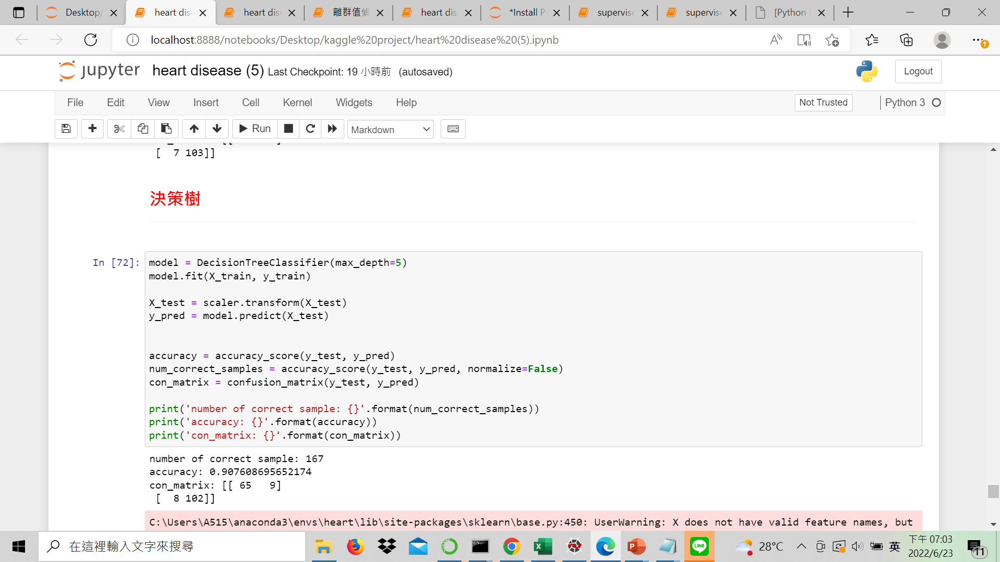 Desktop/
heart dis
heart dis
離群值偵
heart dis
*Install P
supervise
supervise
[Python i
localhost:8888/notebooks/Desktop/kaggle%20project/heart%20disease%20(5).ipynb
jupyter heart disease (5) Last Checkpoint: 19 小時前 (autosaved)
Logout
File Edit View Insert Cell Kernel Widgets Help
Not Trusted
Python 3
Run
Markdown
[  7 103]]
決策樹
In [72]:
model = DecisionTreeClassifier(max_depth=5)
model.fit(X_train, y_train)
X_test = scaler.transform(X_test)
y_pred = model.predict(X_test)
accuracy = accuracy_score(y_test, y_pred)
num_correct_samples = accuracy_score(y_test, y_pred, normalize=False)
con_matrix = confusion_matrix(y_test, y_pred)
print('number of correct sample: {}'.format(num_correct_samples))
print('accuracy: {}'.format(accuracy))
print('con_matrix: {}'.format(con_matrix))
number of correct sample: 167
accuracy: 0.907608695652174
con_matrix: [[ 65   9]
[  8 102]]
C:\Users\A515\anaconda3\envs\heart\lib\site-packages\sklearn\base.py:450: UserWarning: X does not have valid feature names, but
在這裡輸入文字來搜尋
LINE
28°C
英
下午 07:03
2022/6/23
11